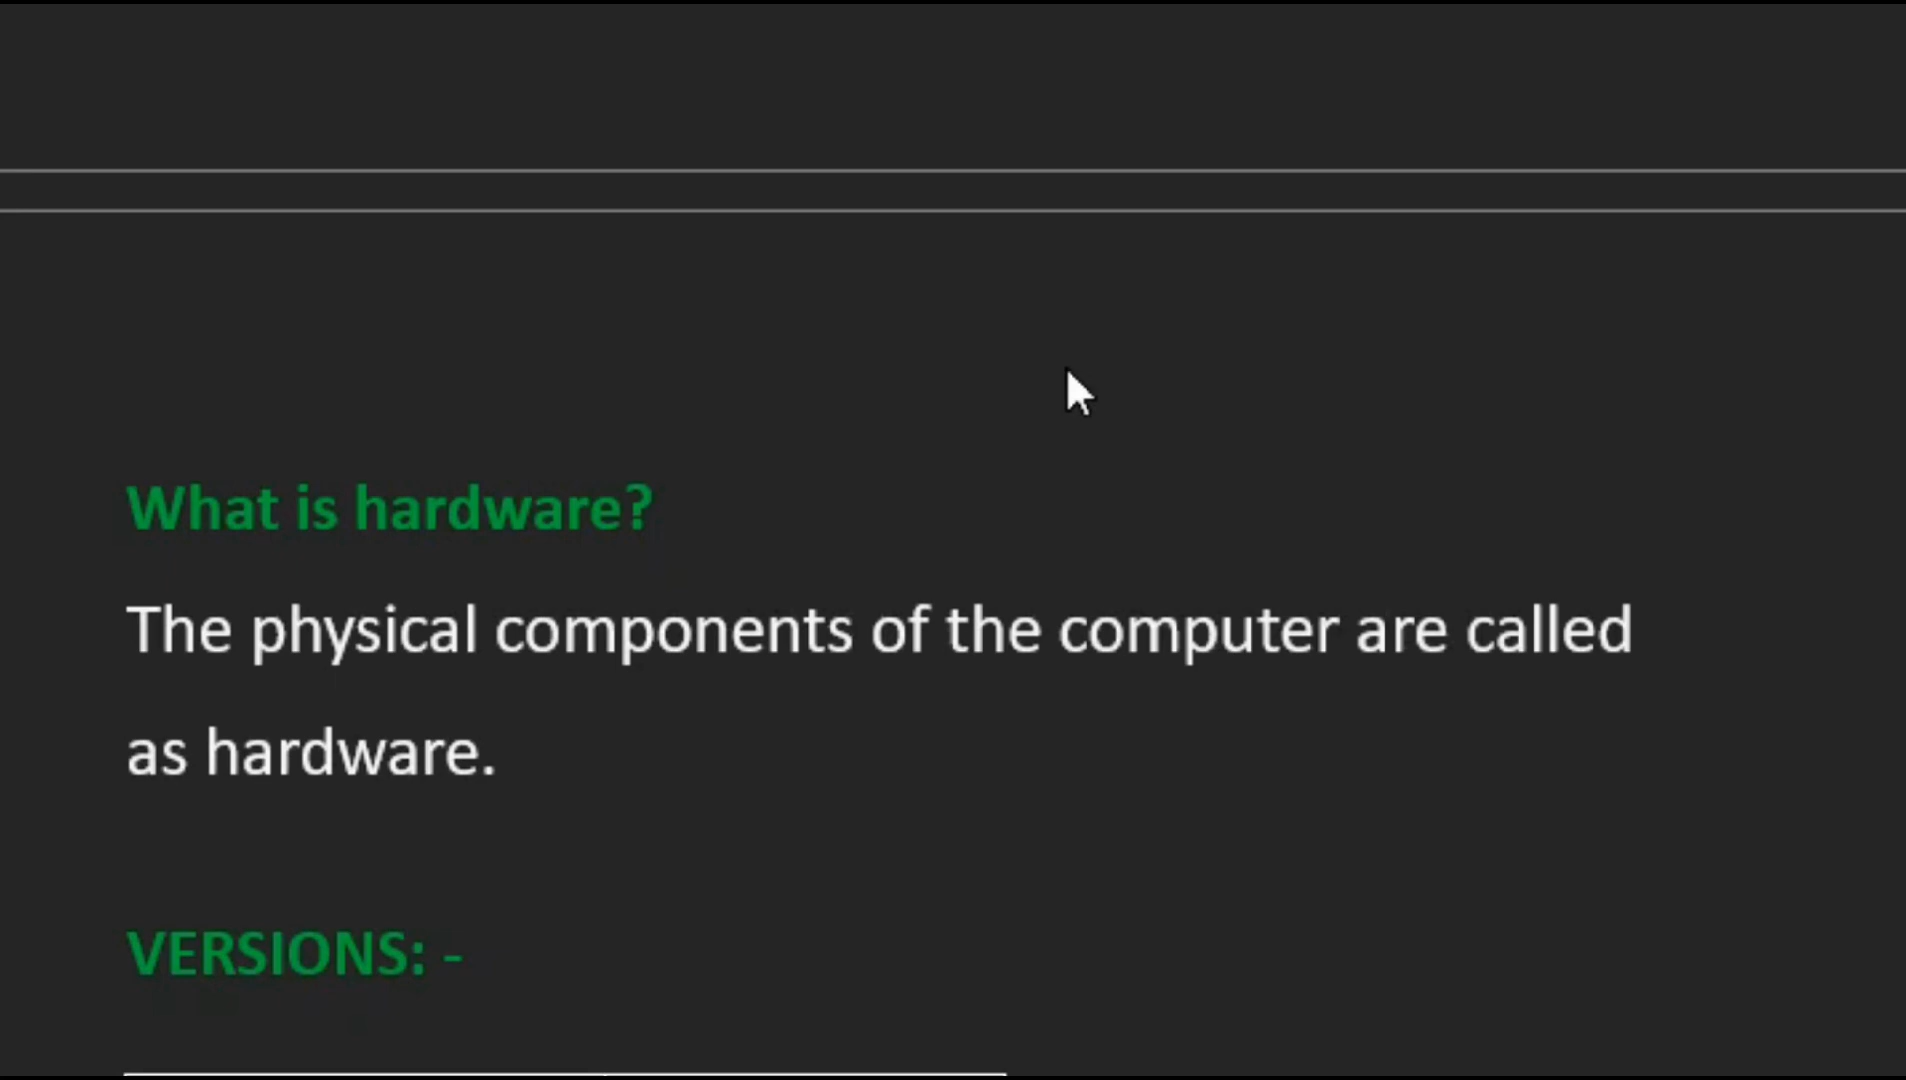 What is hardware?
The physical components of the computer are called
as hardware.
VERSIONS: -